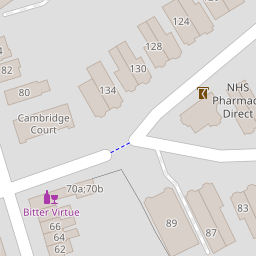 124
128
130
134
82
80
Cambridge
Court
NHS
Pharmac
Direct
70a;70b
Bitter Virtue
66
64
62
89
87
83